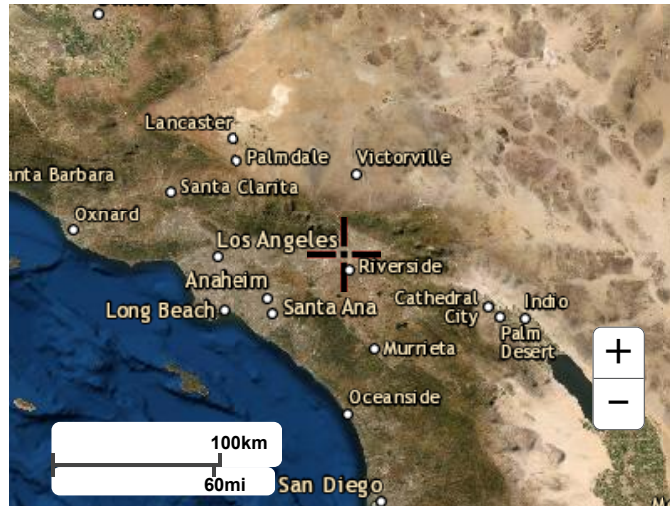 Lancaster
Palmdale
Victorville
anta Barbara
Santa Clarita
Oxnard
Los Angeles
Riverside
Anaheim
Cathedral
City
Indio
Long Beach
Santa Ana
Palm
Desert
Murrieta
Oceanside
+
−
100km
60mi
San Diego